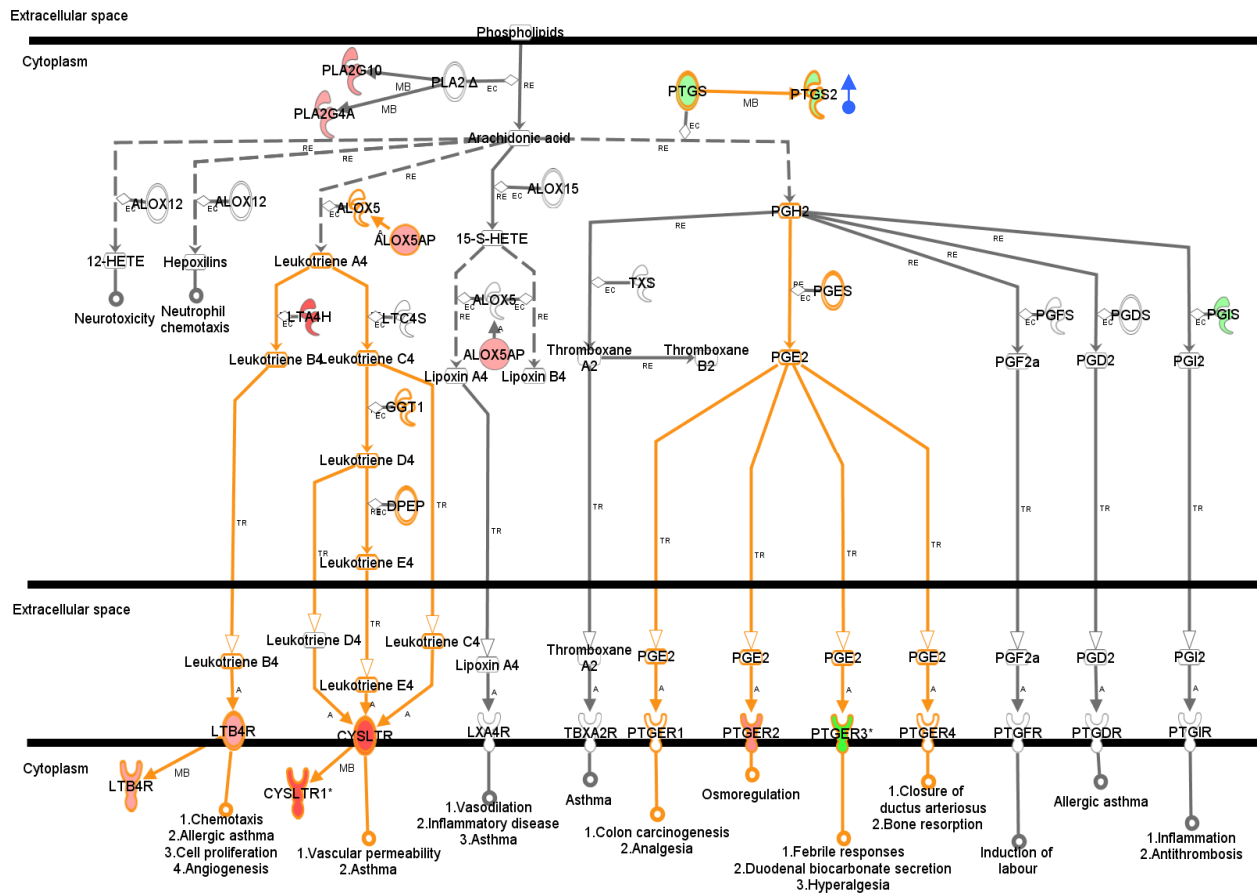 Extracellular space
Phospholipids
Cytoplasm
PLA2G10
PLA2 Δ
EC
RE
MB
MB
PLA2G4A
PTGS
MB
PTGS2
EC
Arachidonic acid
RE
RE
RE
RE
ALOX12
EC
ALOX12
EC
ALOX5
EC
A
ALOX5AP
RE
EC
ALOX15
PGH2
RE
RE
RE
RE
12-HETE
Hepoxilins
Leukotriene A4
15-S-HETE
Neurotoxicity
Neutrophil
chemotaxis
LTA4H
EC
LTC4S
EC
ALOX5
EC
EC
RE
RE
A
ALOX5AP
TXS
EC
RE
PGES
EC
PGFS
EC
PGDS
EC
PGIS
EC
Leukotriene B4
Leukotriene C4
Lipoxin A4
Lipoxin B4
Thromboxane
A2
RE
Thromboxane
B2
PGE2
PGF2a
PGD2
PGI2
GGT1
EC
Leukotriene D4
DPEP
RE
EC
TR
TR
TR
TR
TR
TR
TR
TR
TR
TR
TR
TR
Leukotriene E4
TR
Extracellular space
Leukotriene B4
Leukotriene D4
Leukotriene C4
Leukotriene E4
Lipoxin A4
Thromboxane
A2
PGE2
PGE2
PGE2
PGE2
PGF2a
PGD2
PGI2
A
A
A
A
A
A
A
A
A
A
A
A
A
LTB4R
CYSLTR
LXA4R
TBXA2R
PTGER1
PTGER2
PTGER3*
PTGER4
PTGFR
PTGDR
PTGIR
Cytoplasm
MB
LTB4R
MB
CYSLTR1*
1.Chemotaxis
2.Allergic asthma
3.Cell proliferation
4.Angiogenesis
1.Vascular permeability
2.Asthma
1.Vasodilation
2.Inflammatory disease
3.Asthma
Asthma
1.Colon carcinogenesis
2.Analgesia
Osmoregulation
1.Febrile responses
2.Duodenal biocarbonate secretion
3.Hyperalgesia
1.Closure of
ductus arteriosus
2.Bone resorption
Induction of
labour
Allergic asthma
1.Inflammation
2.Antithrombosis